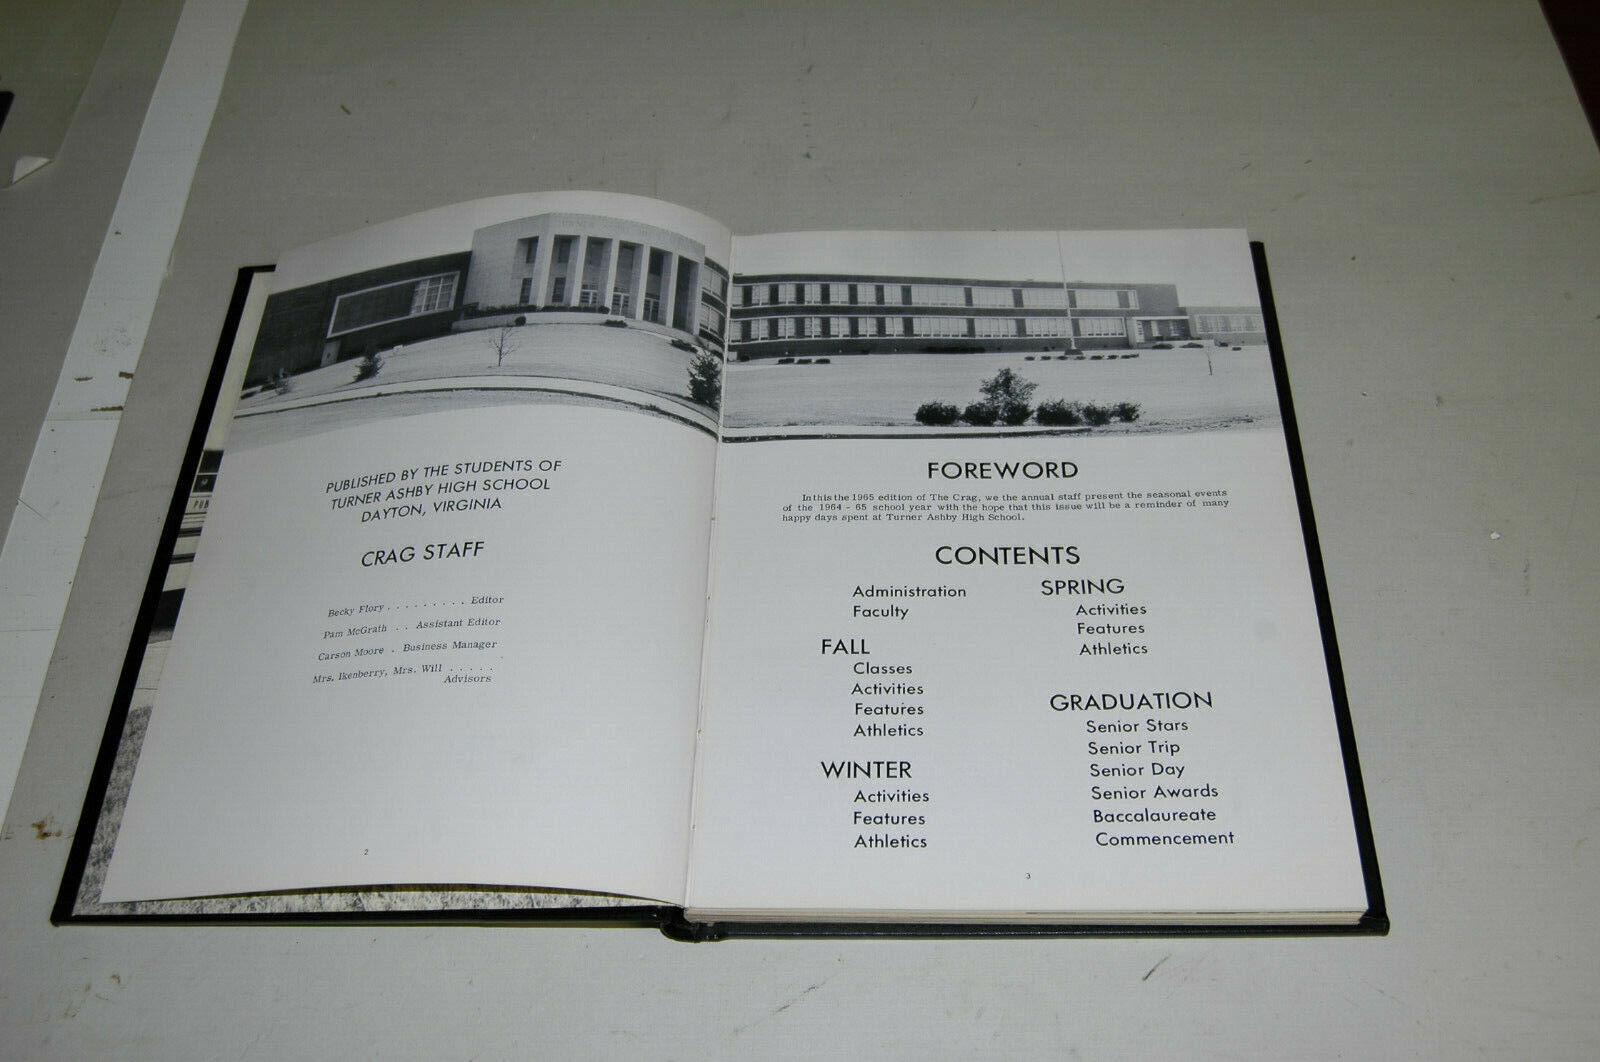 PUBLISHED BY THE STUDENTS OF
TURNER ASHBY HIGH SCHOOL
DAYTON, VIRGINIA
CRAG STAFF
Becky Flory . . . . . . . . . Editor
Pam McGrath . . Assistant Editor
Carson Moore . Business Manager
Mrs. Ikenberry, Mrs. Will . . . . .
Advisors
2
FOREWORD
In this the 1965 edition of The Crag, we the annual staff present the seasonal events
of the 1964 - 65 school year with the hope that this issue will be a reminder of many
happy days spent at Turner Ashby High School.
CONTENTS
Administration
Faculty
FALL
Classes
Activities
Features
Athletics
WINTER
Activities
Features
Athletics
SPRING
Activities
Features
Athletics
GRADUATION
Senior Stars
Senior Trip
Senior Day
Senior Awards
Baccalaureate
Commencement
3